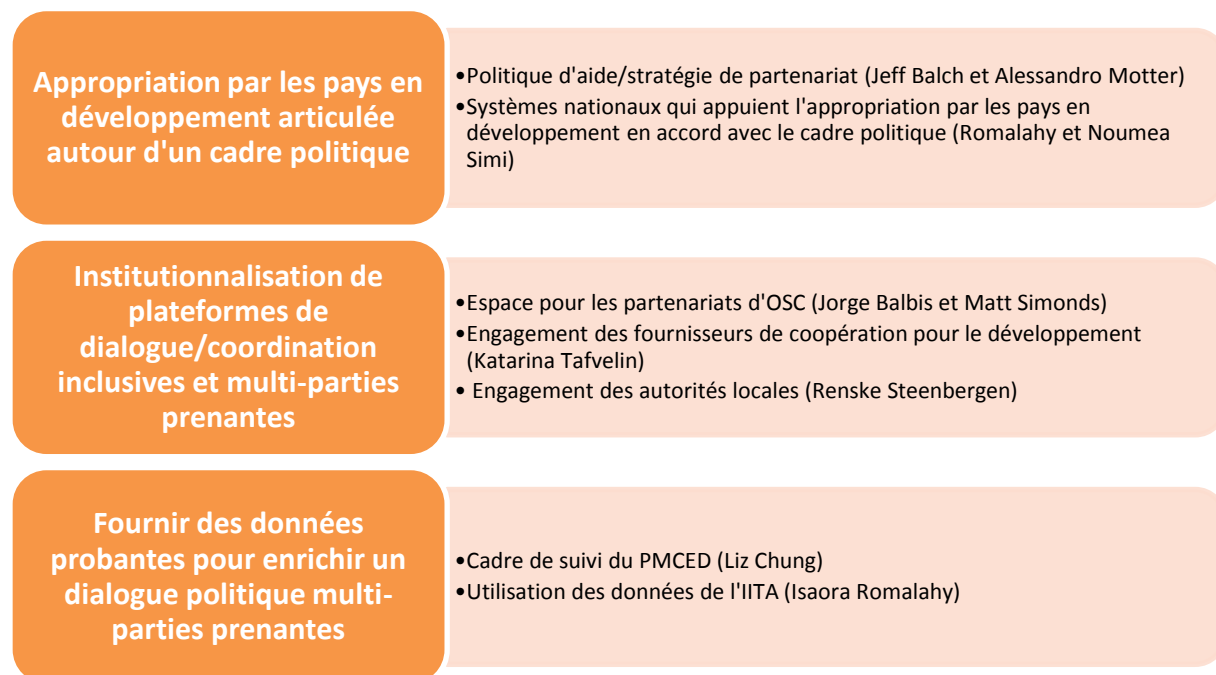 Appropriation par les pays en
développement articulée
autour d'un cadre politique
•Politique d'aide/stratégie de partenariat (Jeff Balch et Alessandro Motter)
•Systèmes nationaux qui appuient l'appropriation par les pays en
développement en accord avec le cadre politique (Romalahy et Noumea
Simi)
Institutionnalisation de
plateformes de
dialogue/coordination
inclusives et multi-parties
prenantes
•Espace pour les partenariats d'OSC (Jorge Balbis et Matt Simonds)
•Engagement des fournisseurs de coopération pour le développement
(Katarina Tafvelin)
• Engagement des autorités locales (Renske Steenbergen)
Fournir des données
probantes pour enrichir un
dialogue politique multi-
parties prenantes
•Cadre de suivi du PMCED (Liz Chung)
•Utilisation des données de l'IITA (Isaora Romalahy)